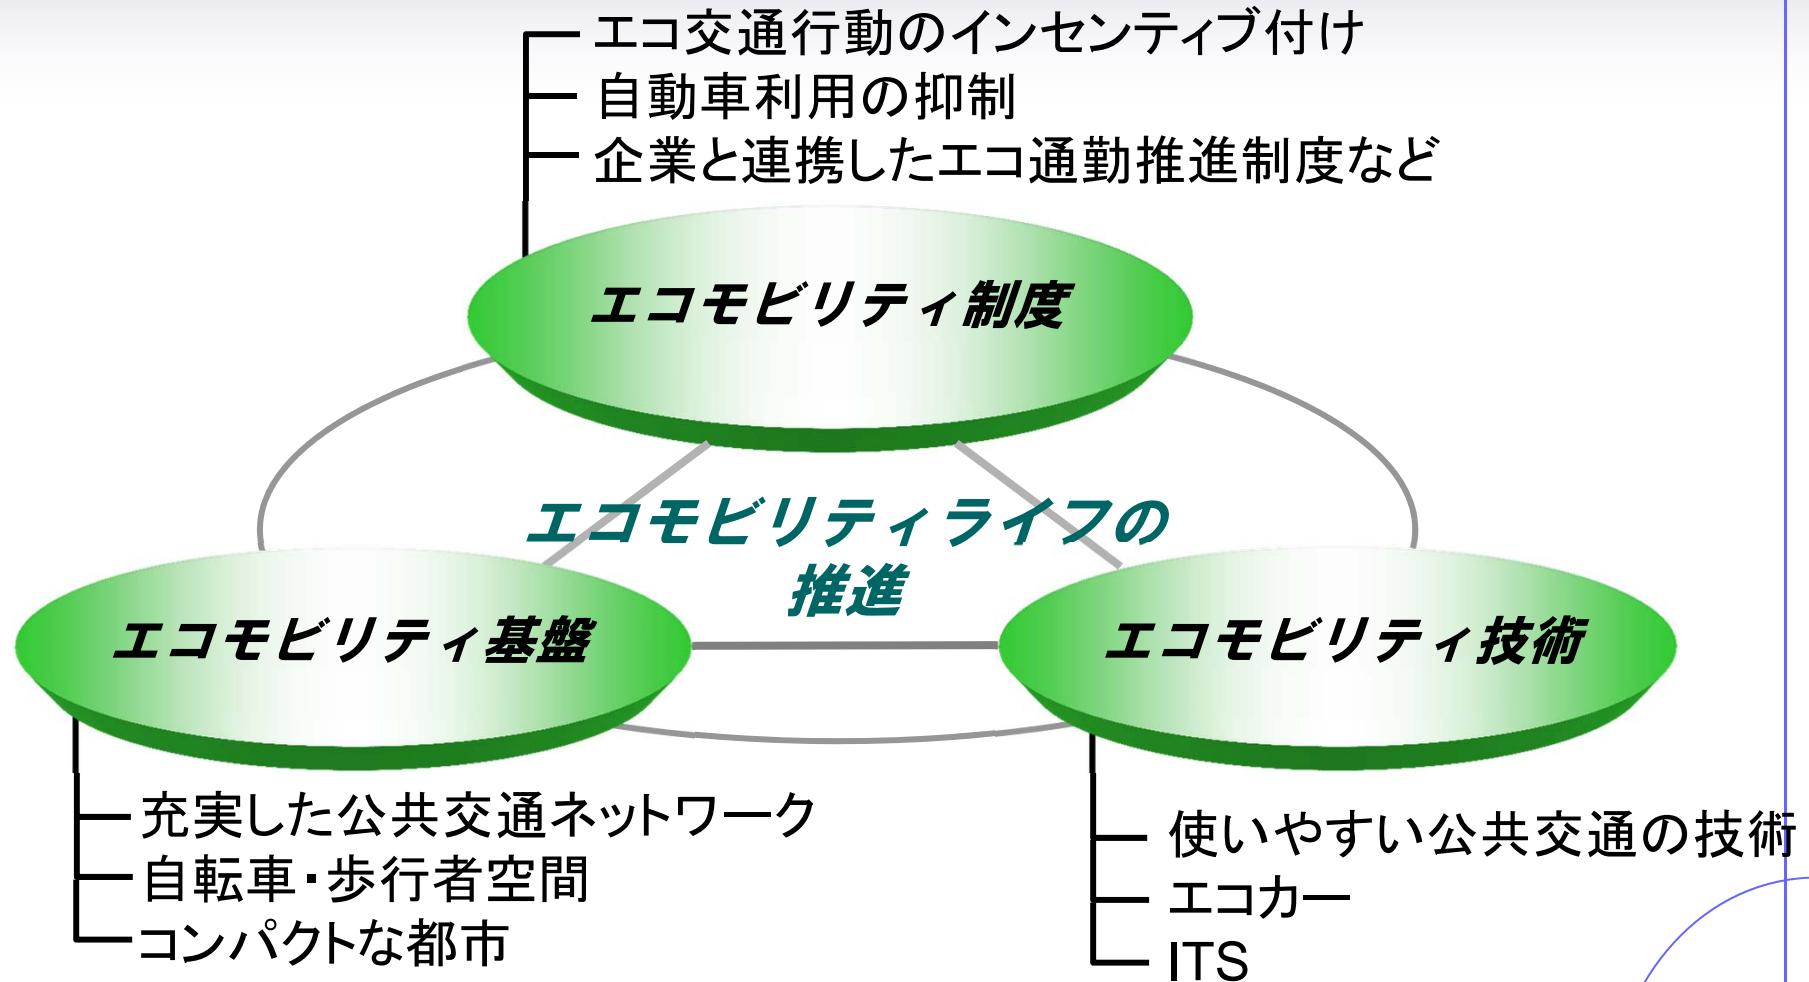 エコ交通行動のインセンティブ付け
自動車利用の抑制
企業と連携したエコ通勤推進制度など
エコモビリティ制度
エコモビリティライフの
推進
エコモビリティ基盤
エコモビリティ技術
充実した公共交通ネットワーク
自転車・歩行者空間
コンパクトな都市
使いやすい公共交通の技術
エコカー
ITS